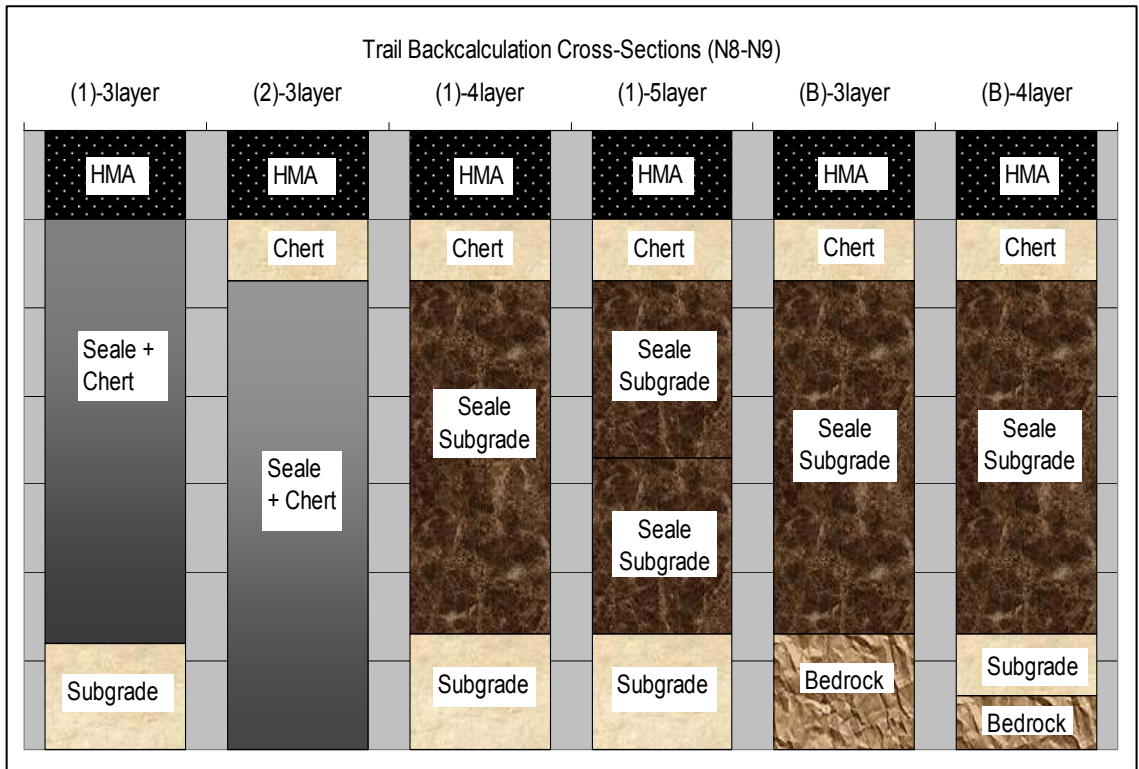 Trail Backcalculation Cross-Sections (N8-N9)
(1)-3layer
(2)-3layer
(1)-4layer
(1)-5layer
(B)-3layer
(B)-4layer
HMA
HMA
HMA
HMA
HMA
HMA
Chert
Chert
Chert
Chert
Chert
Seale +
Chert
Seale
+ Chert
Seale
Subgrade
Seale
Subgrade
Seale
Subgrade
Seale
Subgrade
Seale
Subgrade
Subgrade
Subgrade
Subgrade
Bedrock
Subgrade
Bedrock